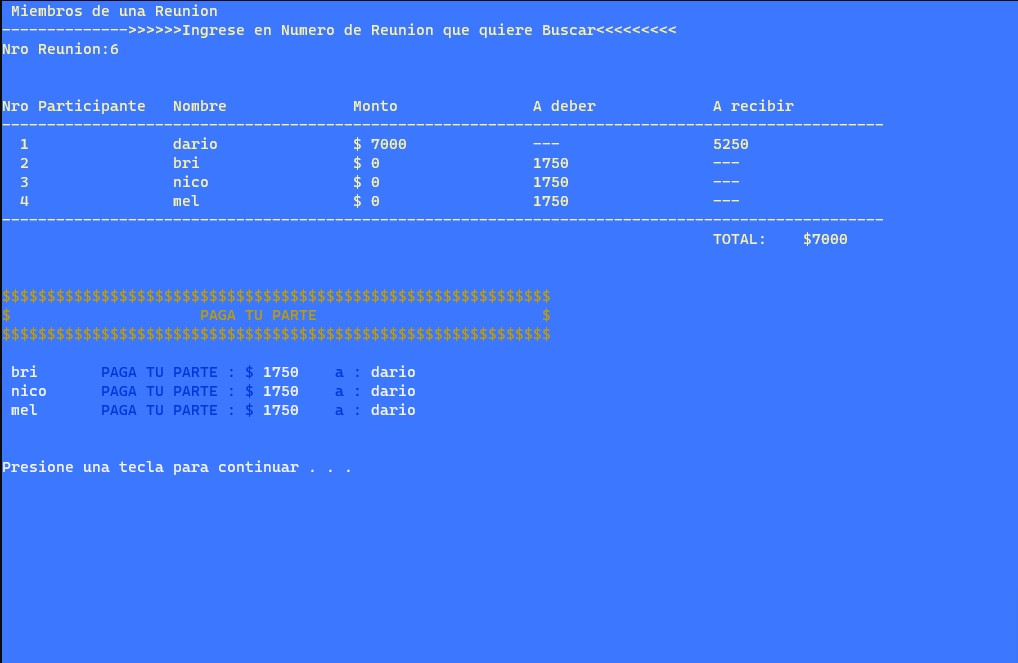 Miembros de una Reunion
-------------->>>>>>Ingrese en Numero de Reunion que quiere Buscar<<<<<<<<<
Nro Reunion:6
Nro Participante   Nombre              Monto               A deber             A recibir
--------------------------------------------------------------------------------------------------
1                dario               $ 7000              ---                 5250
2                bri                 $ 0                 1750                ---
3                nico                $ 0                 1750                ---
4                mel                 $ 0                 1750                ---
--------------------------------------------------------------------------------------------------
TOTAL:    $7000
$$$$$$$$$$$$$$$$$$$$$$$$$$$$$$$$$$$$$$$$$$$$$$$$$$$$$$$$$$$$$
$                     PAGA TU PARTE                         $
$$$$$$$$$$$$$$$$$$$$$$$$$$$$$$$$$$$$$$$$$$$$$$$$$$$$$$$$$$$$$
bri       PAGA TU PARTE : $ 1750    a : dario
nico      PAGA TU PARTE : $ 1750    a : dario
mel       PAGA TU PARTE : $ 1750    a : dario
Presione una tecla para continuar . . .